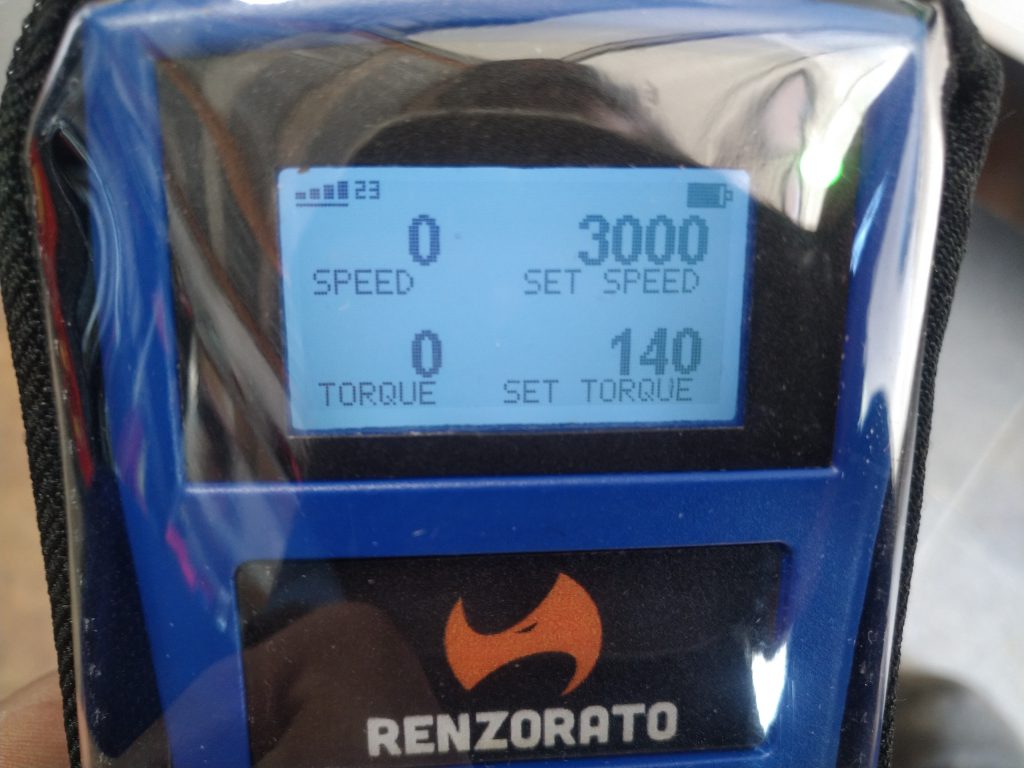 23
0 3000
SPEED SET SPEED
0 140
TORQUE SET TORQUE
RENZORATO